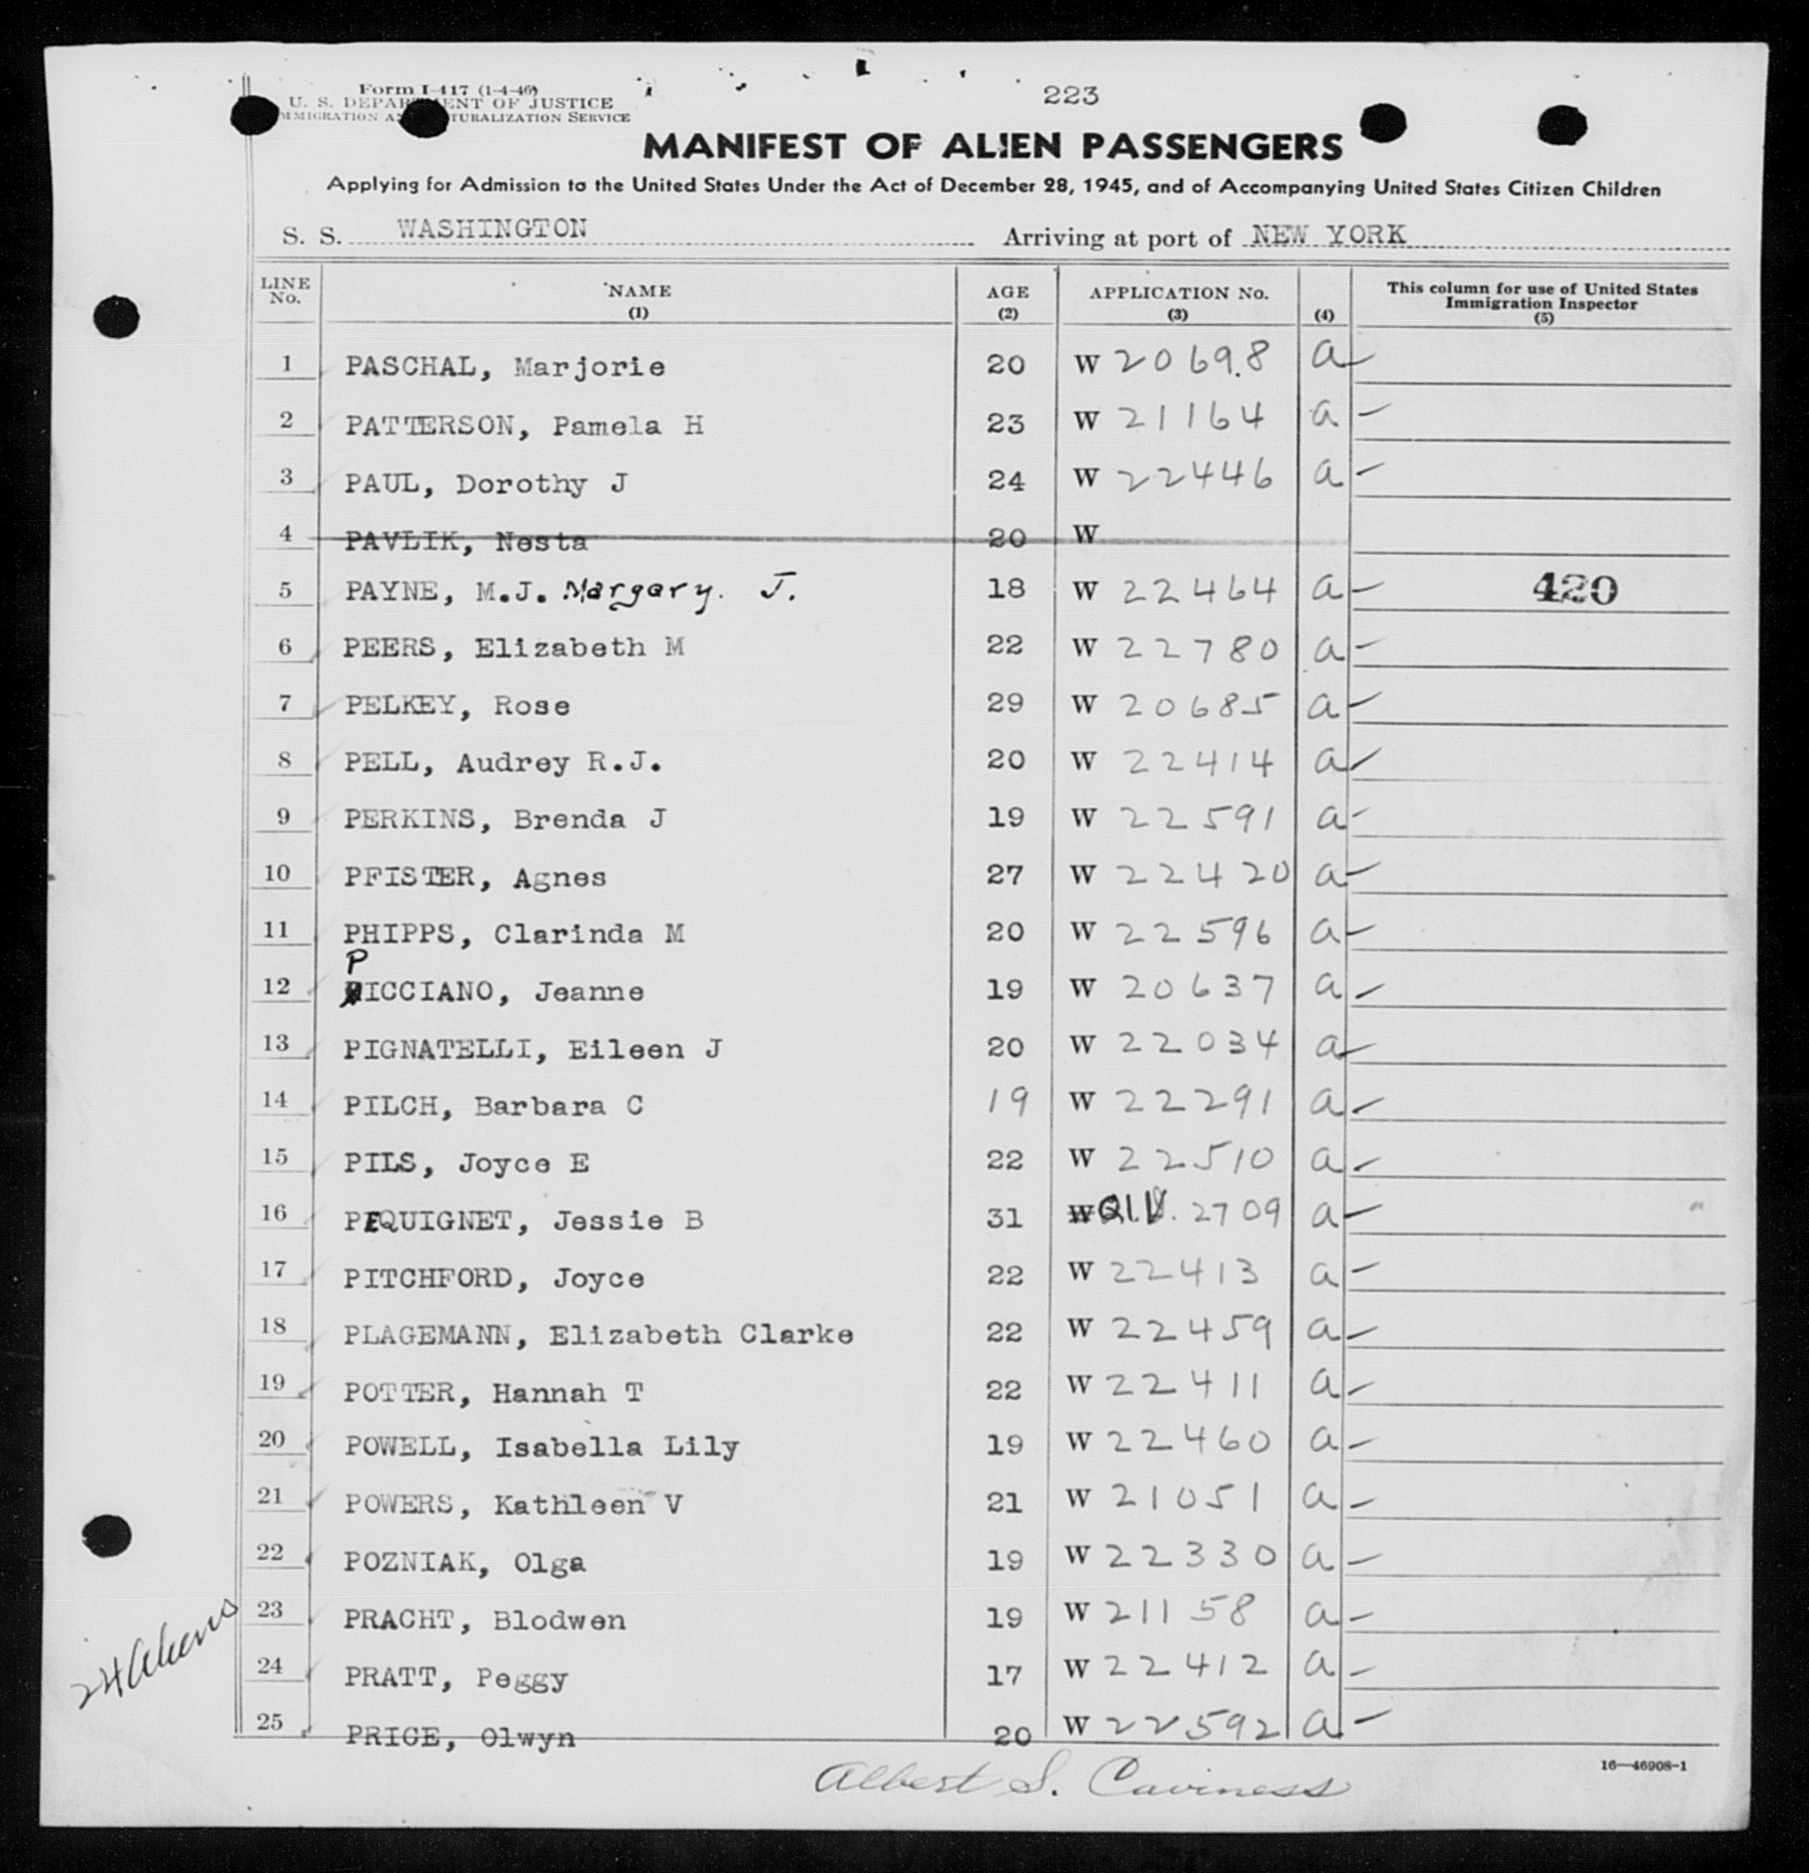 Form I-417 (1-4-46)
U. S. DEPARTMENT OF JUSTICE
IMMIGRATION AND NATURALIZATION SERVICE
223
MANIFEST OF ALIEN PASSENGERS
Applying for Admission to the United States Under the Act of December 28, 1945, and of Accompanying United States Citizen Children
S. S. WASHINGTON Arriving at port of NEW YORK
LINE No. NAME (1) AGE (2) APPLICATION No. (3) (4) This column for use of United States Immigration Inspector (5)
1 PASCHAL, Marjorie 20 W 20698 a
2 PATTERSON, Pamela H 23 W 21164 a
3 PAUL, Dorothy J 24 W 22446 a
4 PAVLIK, Nesta 20 W
5 PAYNE, M.J. Margary. J. 18 W 22464 a 420
6 PEERS, Elizabeth M 22 W 22780 a
7 PELKEY, Rose 29 W 20685 a
8 PELL, Audrey R.J. 20 W 22414 a
9 PERKINS, Brenda J 19 W 22591 a
10 PFISTER, Agnes 27 W 22420 a
11 PHIPPS, Clarinda M 20 W 22596 a
12 PICCIANO, Jeanne 19 W 20637 a
13 PIGNATELLI, Eileen J 20 W 22034 a
14 PILCH, Barbara C 19 W 22291 a
15 PILS, Joyce E 22 W 22510 a
16 PEQUIGNET, Jessie B 31 W 2709 a
17 PITCHFORD, Joyce 22 W 22413 a
18 PLAGEMANN, Elizabeth Clarke 22 W 22459 a
19 POTTER, Hannah T 22 W 22411 a
20 POWELL, Isabella Lily 19 W 22460 a
21 POWERS, Kathleen V 21 W 21051 a
22 POZNIAK, Olga 19 W 22330 a
23 PRACHT, Blodwen 19 W 21158 a
24 PRATT, Peggy 17 W 22412 a
25 PRICE, Olwyn 20 W 22592 a
24 Aliens
Albert S. Caviness
16—46908-1